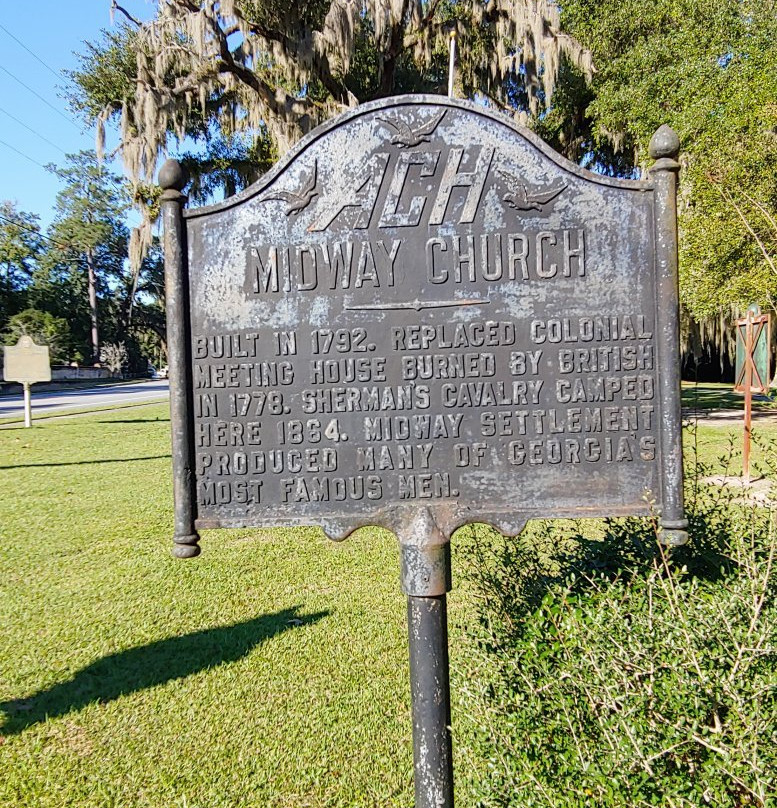 ACH
MIDWAY CHURCH
BUILT IN 1792. REPLACED COLONIAL
MEETING HOUSE BURNED BY BRITISH
IN 1778. SHERMAN'S CAVALRY CAMPED
HERE 1864. MIDWAY SETTLEMENT
PRODUCED MANY OF GEORGIA'S
MOST FAMOUS MEN.